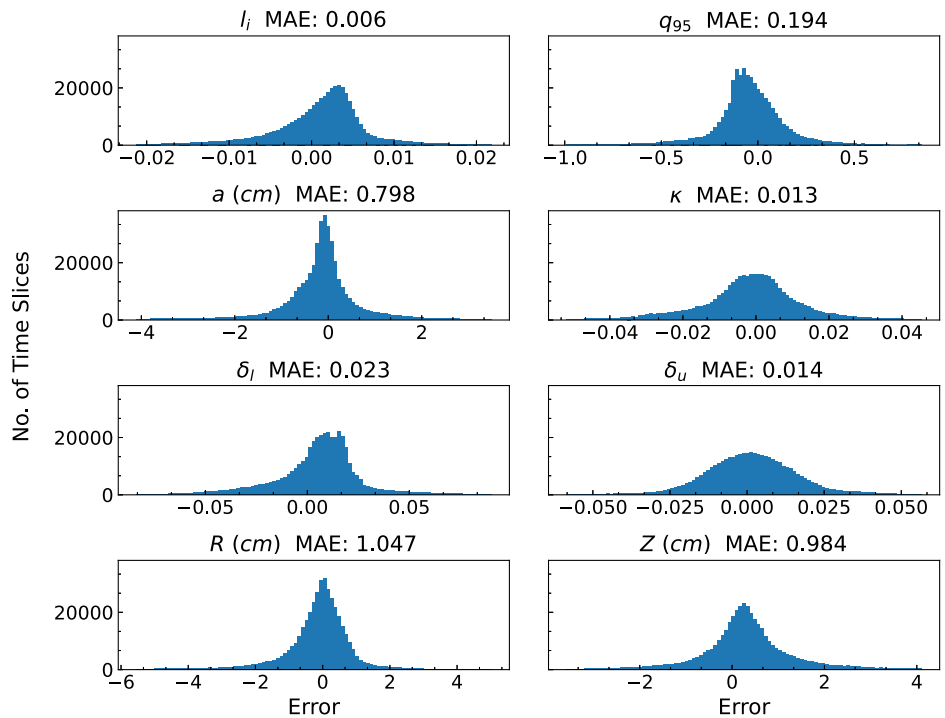 l_i MAE: 0.006
20000
0
−0.02 −0.01 0.00 0.01 0.02
q_95 MAE: 0.194
−1.0 −0.5 0.0 0.5
a (cm) MAE: 0.798
20000
0
−4 −2 0 2
κ MAE: 0.013
−0.04 −0.02 0.00 0.02 0.04
δ_l MAE: 0.023
20000
0
−0.05 0.00 0.05
δ_u MAE: 0.014
−0.050 −0.025 0.000 0.025 0.050
R (cm) MAE: 1.047
20000
0
−6 −4 −2 0 2 4
Error
Z (cm) MAE: 0.984
−2 0 2 4
Error
No. of Time Slices